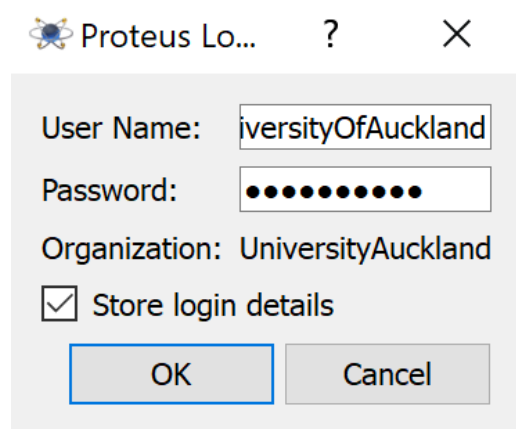 Proteus Lo... ?
User Name: iversityOfAuckland
Password: ●●●●●●●●●●
Organization: UniversityAuckland
Store login details
OK Cancel